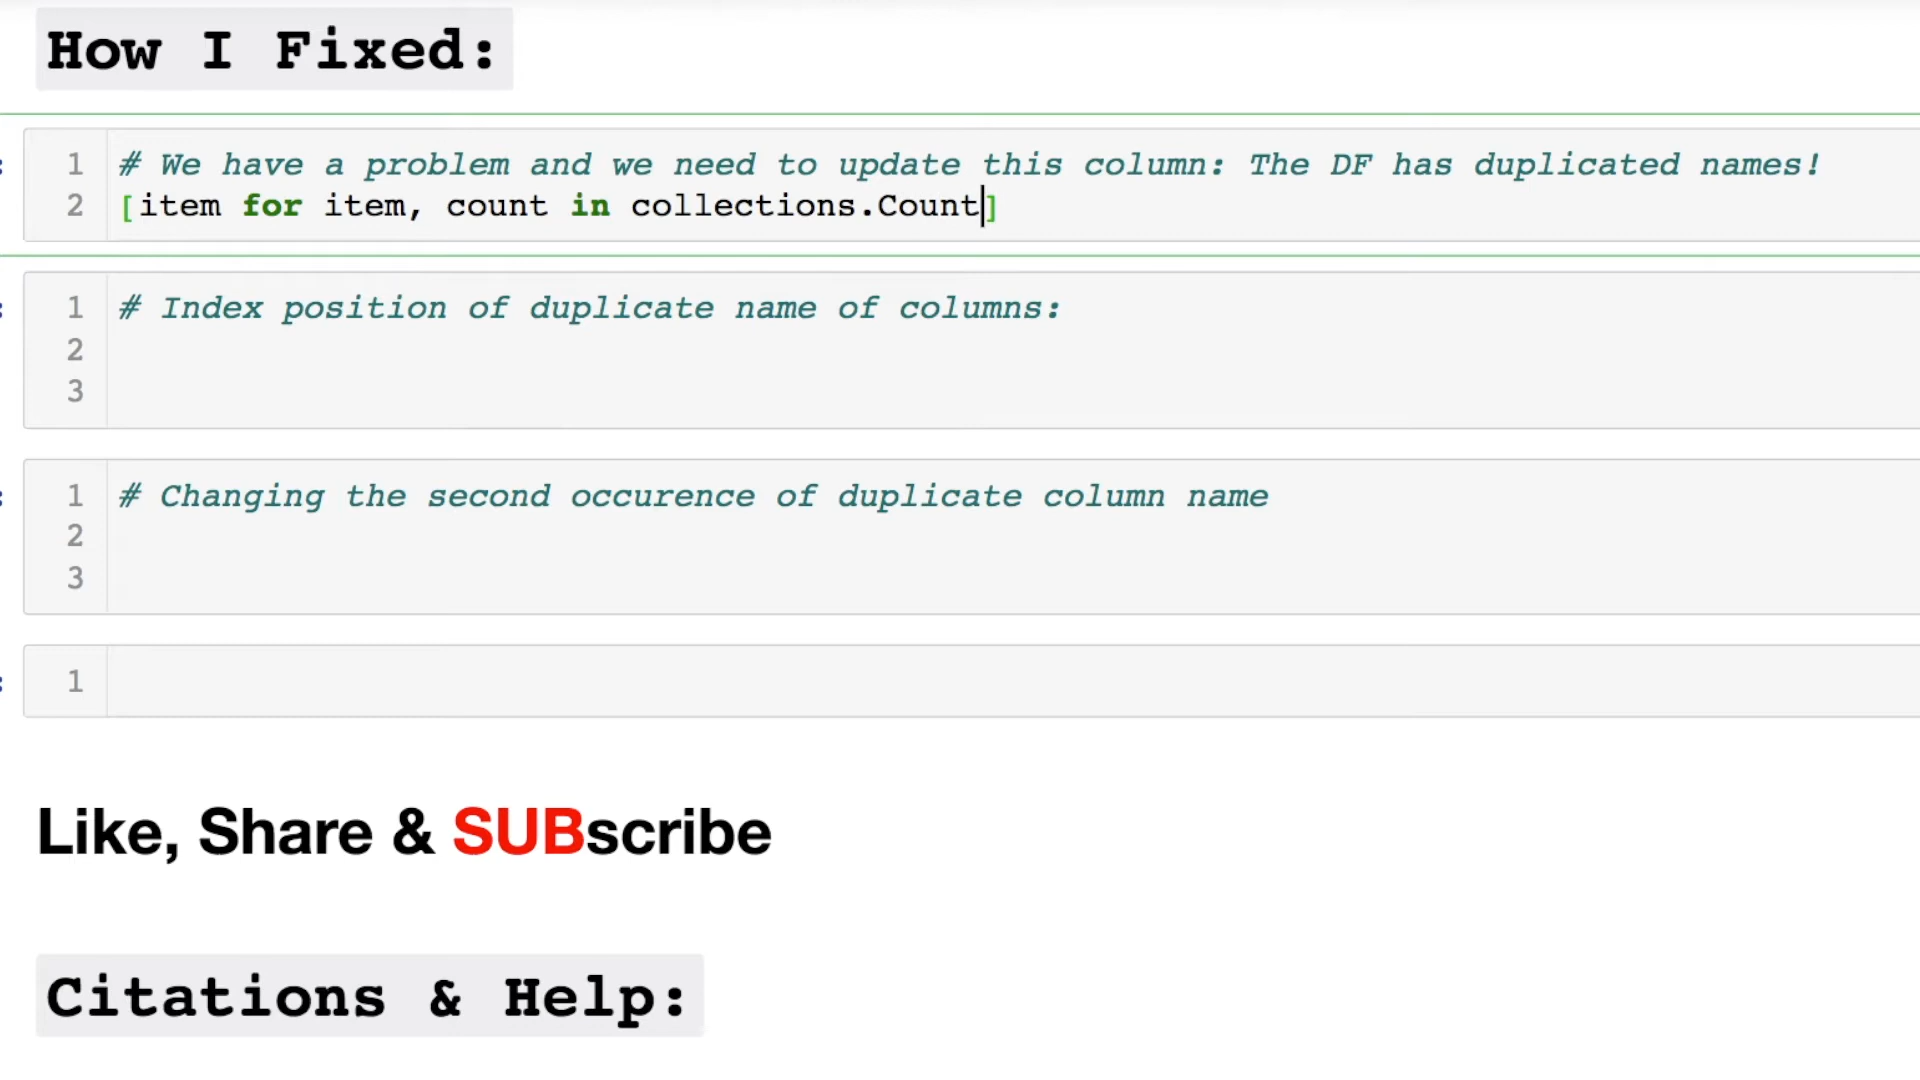 How I Fixed:
1 # We have a problem and we need to update this column: The DF has duplicated names!
2 [item for item, count in collections.Count]
1 # Index position of duplicate name of columns:
2
3
1 # Changing the second occurence of duplicate column name
2
3
1
Like, Share & SUBscribe
Citations & Help: